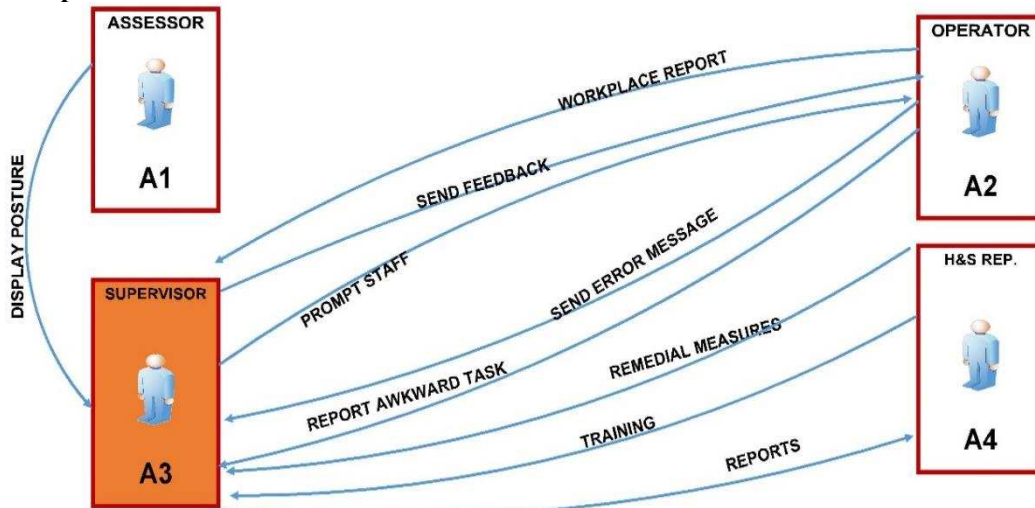 ASSESSOR
A1
DISPLAY POSTURE
SUPERVISOR
A3
WORKPLACE REPORT
SEND FEEDBACK
PROMPT STAFF
SEND ERROR MESSAGE
REPORT AWKWARD TASK
REMEDIAL MEASURES
TRAINING
REPORTS
OPERATOR
A2
H&S REP.
A4